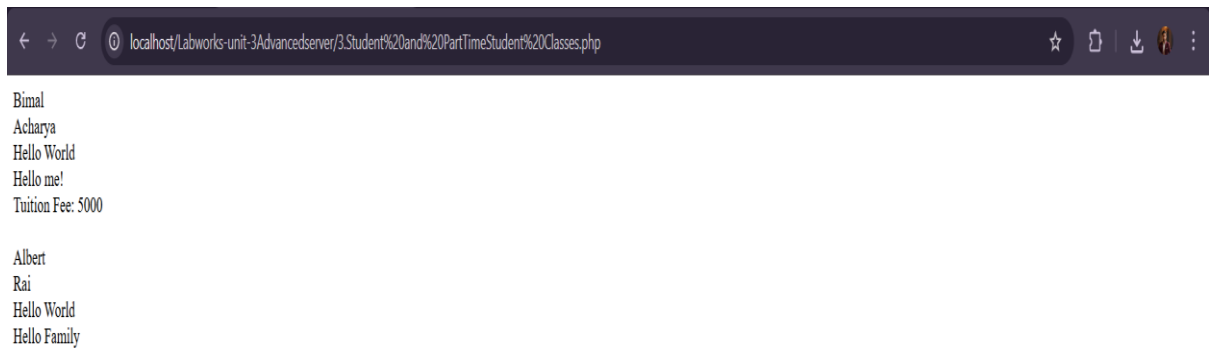 localhost/Labworks-unit-3Advancedserver/3.Student%20and%20PartTimeStudent%20Classes.php
Bimal
Acharya
Hello World
Hello me!
Tuition Fee: 5000
Albert
Rai
Hello World
Hello Family